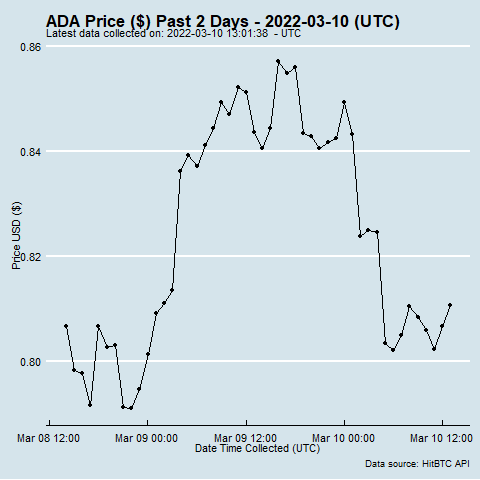 ADA Price ($) Past 2 Days - 2022-03-10 (UTC)
Latest data collected on: 2022-03-10 13:01:38 - UTC
0.86
0.84
0.82
0.80
Price USD ($)
Mar 08 12:00 Mar 09 00:00 Mar 09 12:00 Mar 10 00:00 Mar 10 12:00
Date Time Collected (UTC)
Data source: HitBTC API